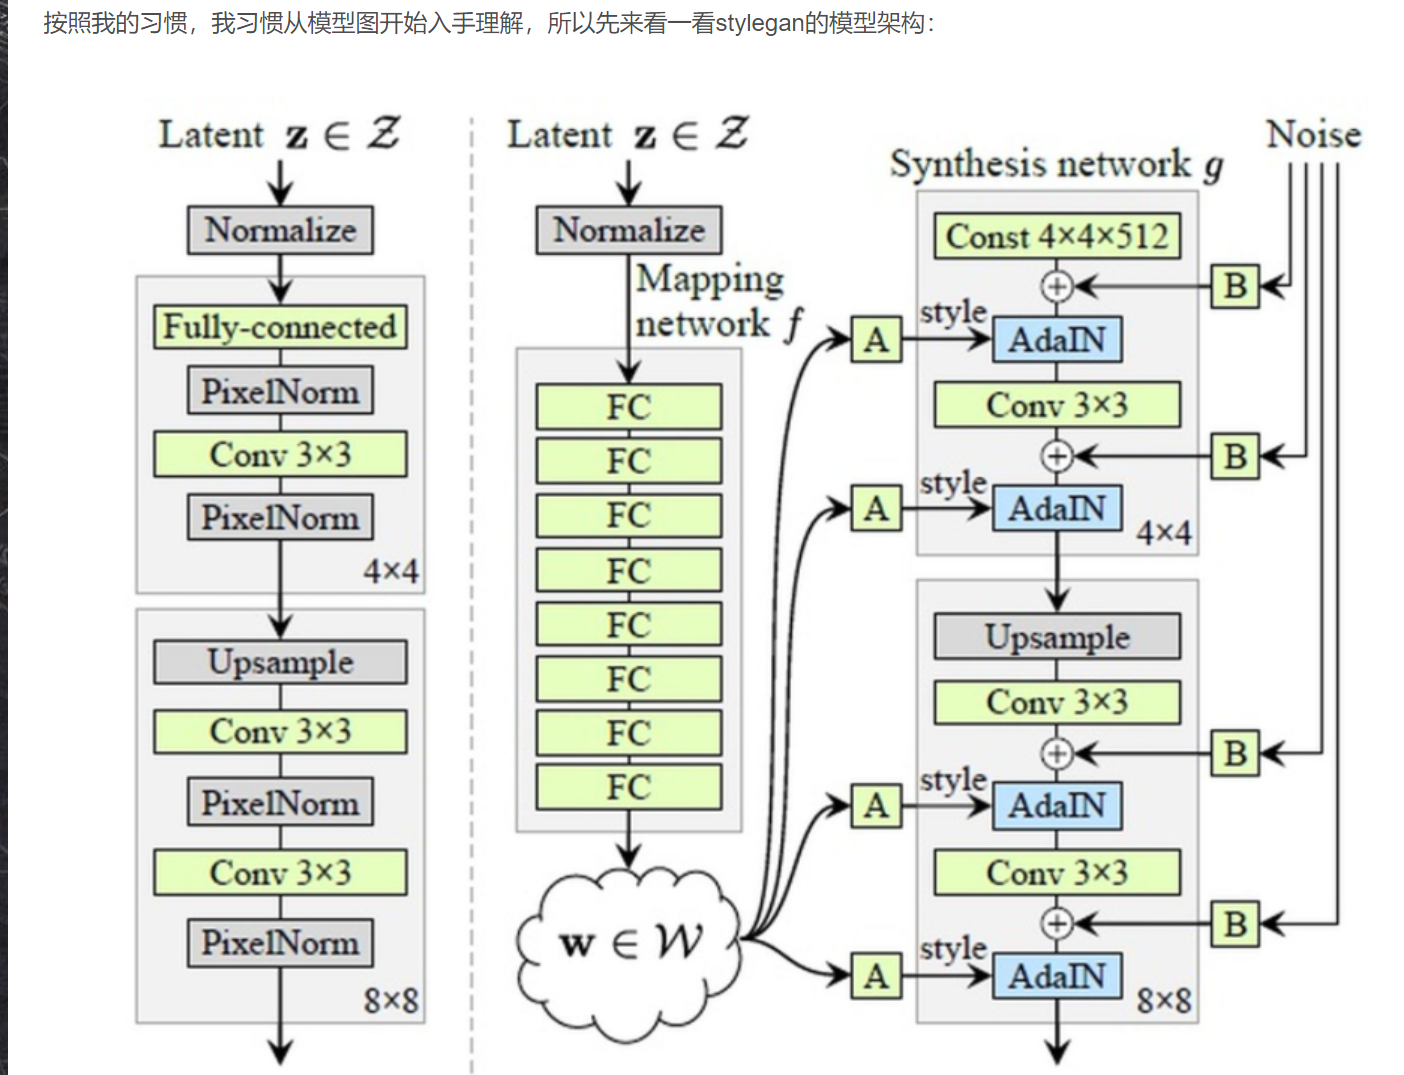 按照我的习惯，我习惯从模型图开始入手理解，所以先来看一看stylegan的模型架构：
Latent z ∈ Z
Normalize
Fully-connected
PixelNorm
Conv 3×3
PixelNorm
4×4
Upsample
Conv 3×3
PixelNorm
Conv 3×3
PixelNorm
8×8
Latent z ∈ Z
Normalize
Mapping
network f
FC
FC
FC
FC
FC
FC
FC
FC
w ∈ W
A
A
A
A
style
style
style
style
Synthesis network g
Const 4×4×512
AdaIN
Conv 3×3
AdaIN
4×4
Upsample
Conv 3×3
AdaIN
Conv 3×3
AdaIN
8×8
Noise
B
B
B
B